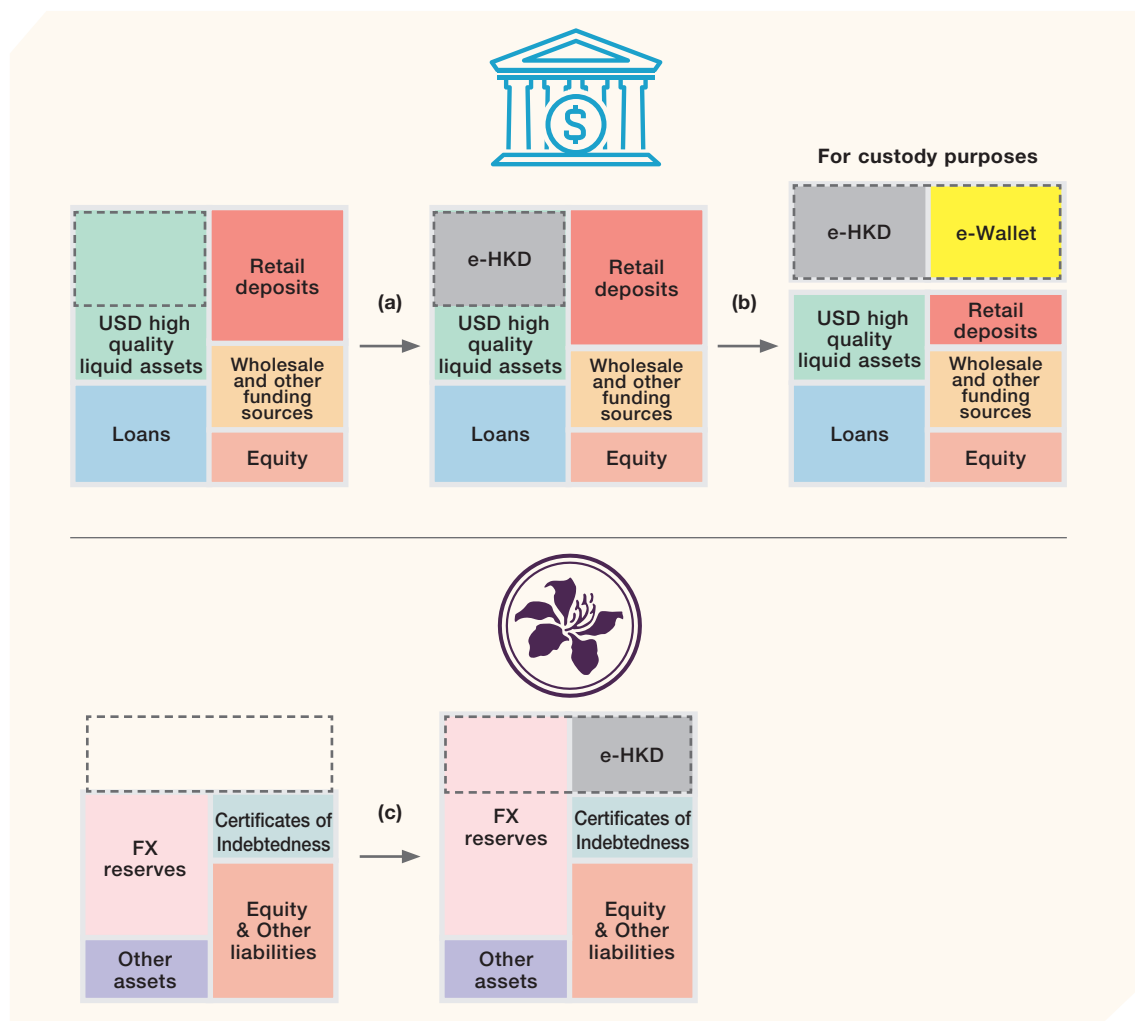 $
For custody purposes
USD high
quality
liquid assets
Loans
Retail
deposits
Wholesale
and other
funding
sources
Equity
(a)
e-HKD
USD high
quality
liquid assets
Loans
Retail
deposits
Wholesale
and other
funding
sources
Equity
(b)
e-HKD
e-Wallet
USD high
quality
liquid assets
Loans
Retail
deposits
Wholesale
and other
funding
sources
Equity
FX
reserves
Other
assets
Certificates of
Indebtedness
Equity
& Other
liabilities
(c)
FX
reserves
Other
assets
e-HKD
Certificates of
Indebtedness
Equity
& Other
liabilities